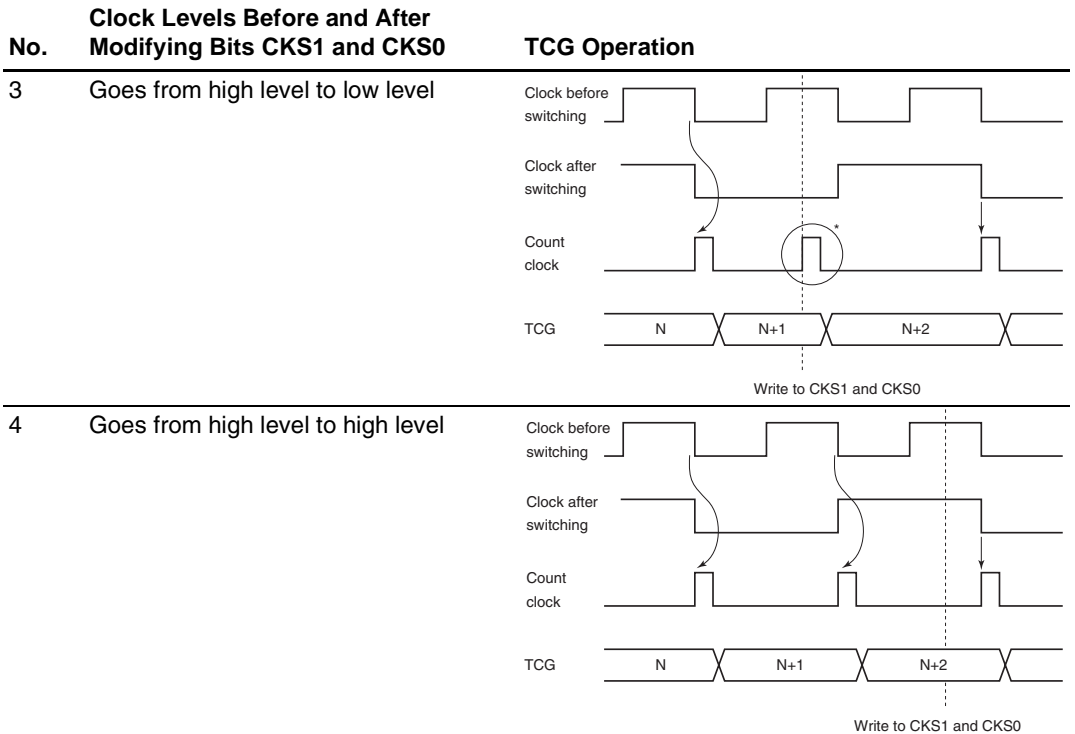 No.
Clock Levels Before and After
Modifying Bits CKS1 and CKS0
TCG Operation
3
Goes from high level to low level
Clock before
switching
Clock after
switching
Count
clock
*
TCG
N
N+1
N+2
Write to CKS1 and CKS0
4
Goes from high level to high level
Clock before
switching
Clock after
switching
Count
clock
TCG
N
N+1
N+2
Write to CKS1 and CKS0